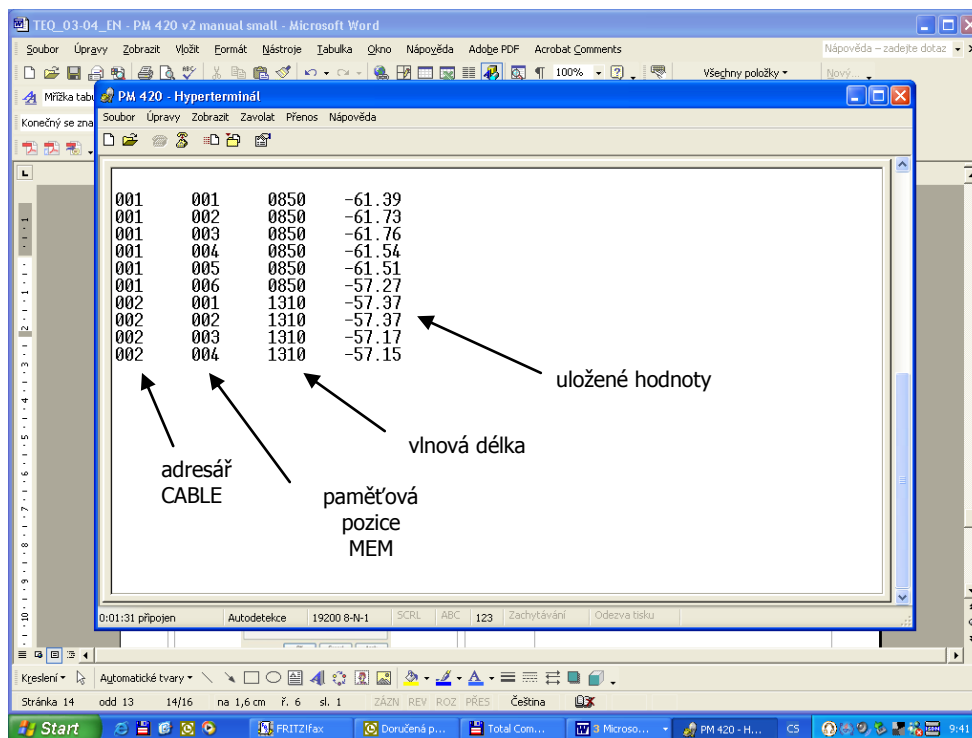 TEQ_03-04_EN - PM 420 v2 manual small - Microsoft Word
Soubor Úpravy Zobrazit Vložit Formát Nástroje Tabulka Okno Nápověda Adobe PDF Acrobat Comments Nápověda – zadejte dotaz
100% Všechny položky Nový...
Mřížka tabu
Konečný se zna
PM 420 - Hyperterminál
Soubor Úpravy Zobrazit Zavolat Přenos Nápověda
001 001 0850 -61.39
001 002 0850 -61.73
001 003 0850 -61.76
001 004 0850 -61.54
001 005 0850 -61.51
001 006 0850 -57.27
002 001 1310 -57.37
002 002 1310 -57.37
002 003 1310 -57.17
002 004 1310 -57.15
uložené hodnoty
vlnová délka
adresář
CABLE
paměťová
pozice
MEM
0:01:31 připojen Autodetekce 19200 8-N-1 SCRL ABC 123 Zachytávání Odezva tisku
Kreslení Automatické tvary
Stránka 14 odd 13 14/16 na 1,6 cm ř. 6 sl. 1 ZÁZN REV ROZ PŘES Čeština
Start FRITZ!fax Doručená p... Total Com... 3 Microso... PM 420 - H... CS 9:41